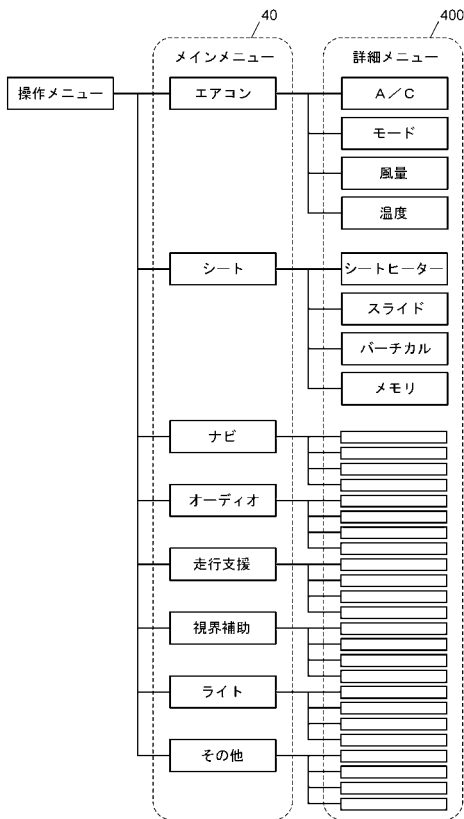 40
400
メインメニュー
詳細メニュー
操作メニュー
エアコン
A/C
モード
風量
温度
シート
シートヒーター
スライド
バーチカル
メモリ
ナビ
オーディオ
走行支援
視界補助
ライト
その他